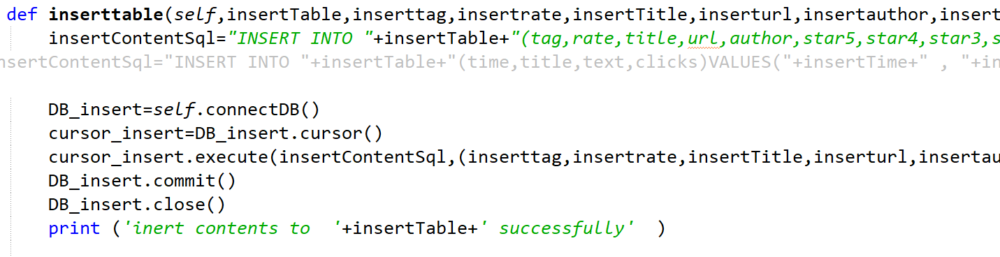 def inserttable(self,insertTable,inserttag,insertrate,insertTitle,inserturl,insertauthor,insert
insertContentSql="INSERT INTO "+insertTable+"(tag,rate,title,url,author,star5,star4,star3,s
nsertContentSql="INSERT INTO "+insertTable+"(time,title,text,clicks)VALUES("+insertTime+" , "+in
DB_insert=self.connectDB()
cursor_insert=DB_insert.cursor()
cursor_insert.execute(insertContentSql,(inserttag,insertrate,insertTitle,inserturl,insertau
DB_insert.commit()
DB_insert.close()
print ('inert contents to  '+insertTable+' successfully'  )